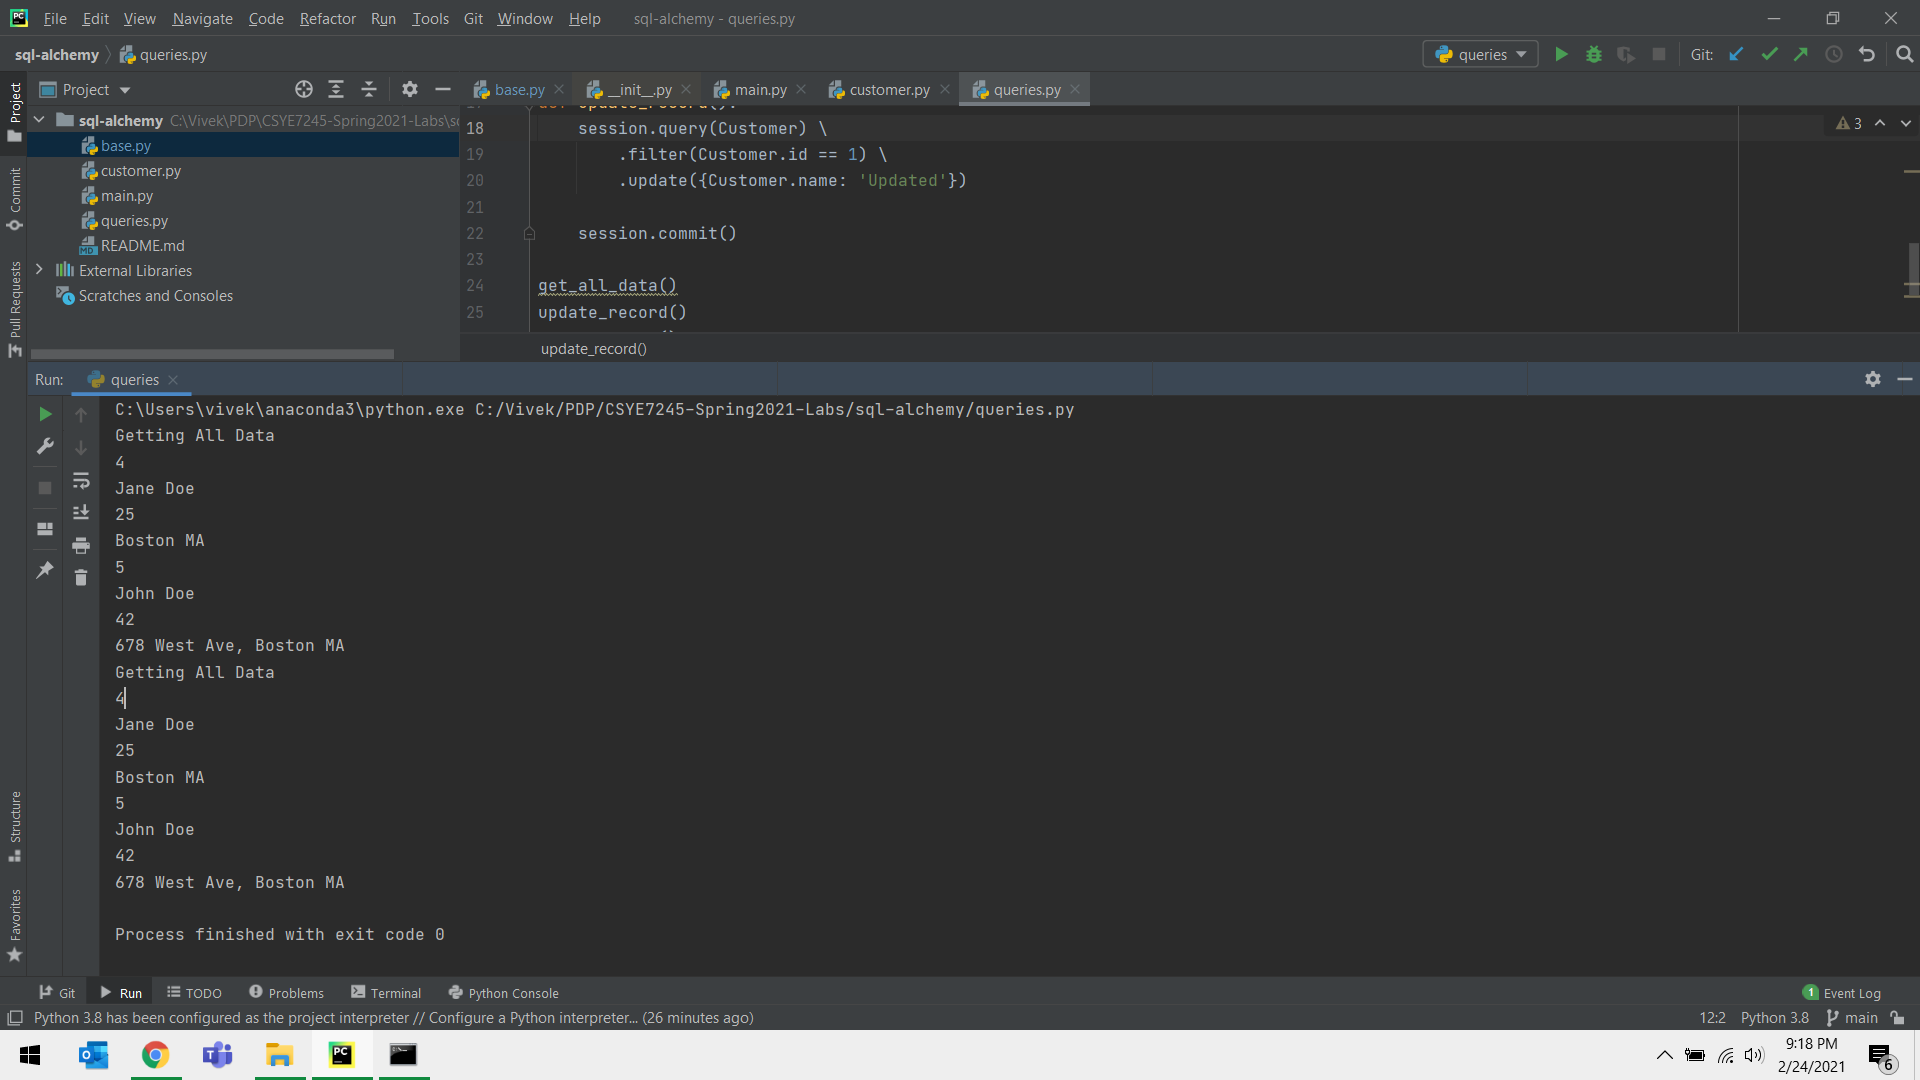 File Edit View Navigate Code Refactor Run Tools Git Window Help sql-alchemy - queries.py
sql-alchemy queries.py queries Git:
Project base.py __init__.py main.py customer.py queries.py
sql-alchemy C:\Vivek\PDP\CSYE7245-Spring2021-Labs\s
base.py
customer.py
main.py
queries.py
README.md
External Libraries
Scratches and Consoles
18 session.query(Customer) \
19 .filter(Customer.id == 1) \
20 .update({Customer.name: 'Updated'})
21
22 session.commit()
23
24 get_all_data()
25 update_record()
update_record()
3
Project
Commit
Pull Requests
Structure
Favorites
Run: queries
C:\Users\vivek\anaconda3\python.exe C:/Vivek/PDP/CSYE7245-Spring2021-Labs/sql-alchemy/queries.py
Getting All Data
4
Jane Doe
25
Boston MA
5
John Doe
42
678 West Ave, Boston MA
Getting All Data
4
Jane Doe
25
Boston MA
5
John Doe
42
678 West Ave, Boston MA
Process finished with exit code 0
Git Run TODO Problems Terminal Python Console 1 Event Log
Python 3.8 has been configured as the project interpreter // Configure a Python interpreter... (26 minutes ago) 12:2 Python 3.8 main
9:18 PM
2/24/2021
6